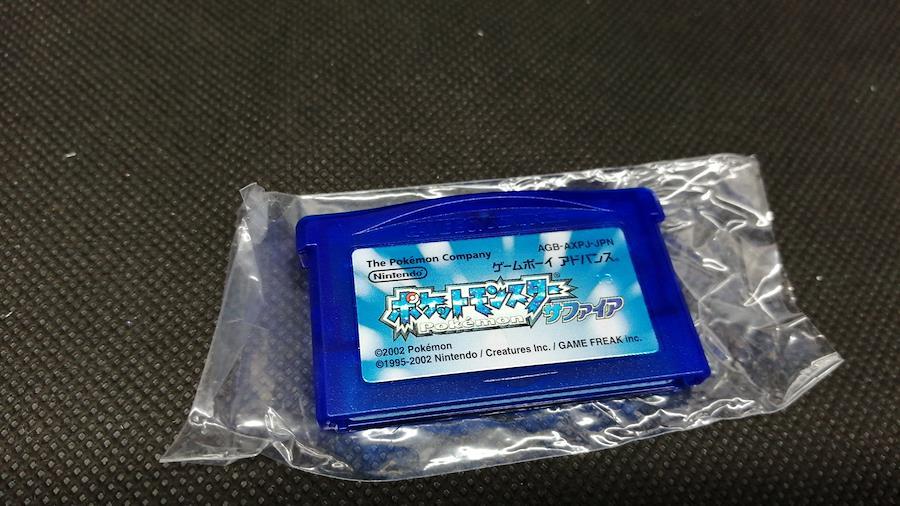 The Pokémon Company
AGB-AXPJ-JPN
Nintendo
ゲームボーイ アドバンス
ポケットモンスター
Pokémon
サファイア
©2002 Pokémon
©1995-2002 Nintendo / Creatures Inc. / GAME FREAK inc.